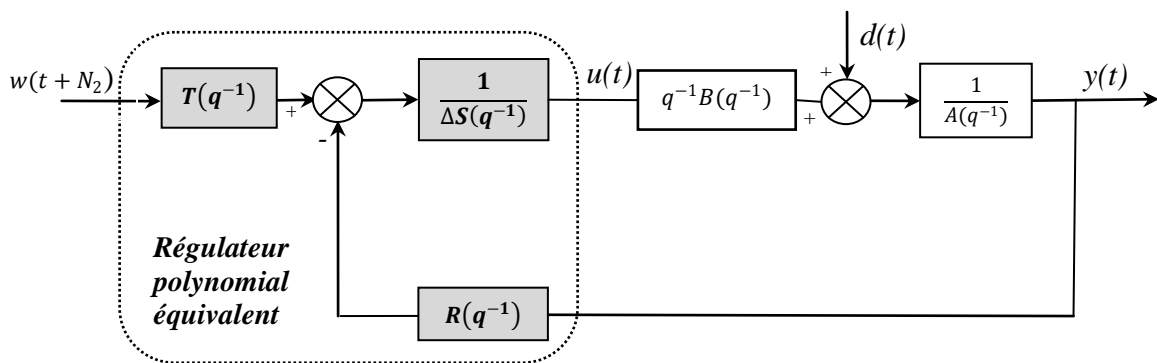 d(t)
w(t + N₂)
T(q⁻¹)
+
-
1
ΔS(q⁻¹)
u(t)
q⁻¹B(q⁻¹)
+
+
1
A(q⁻¹)
y(t)
Régulateur
polynomial
équivalent
R(q⁻¹)